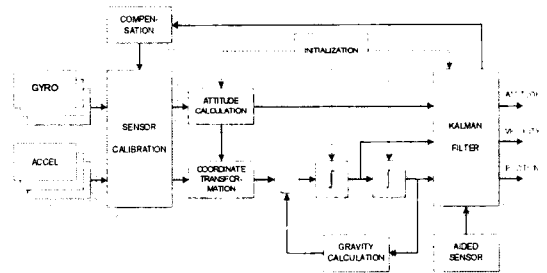 COMPEN-
SATION
INITIALIZATION
GYRO
ATTITUDE
CALCULATION
SENSOR
CALIBRATION
KALMAN
FILTER
ACCEL
COORDINATE
TRANSFOR-
MATION
∫
∫
GRAVITY
CALCULATION
AIDED
SENSOR